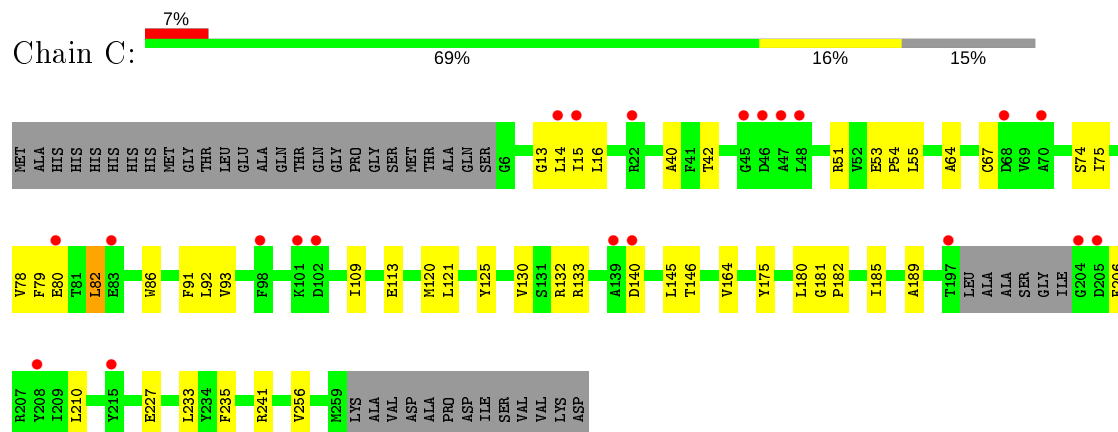 7%
Chain C:
69% 16% 15%
MET ALA HIS HIS HIS HIS HIS HIS MET GLY THR LEU GLU ALA GLN THR GLN GLY PRO GLY SER MET THR ALA GLN SER G6 G13 L14 I15 L16 R22 A40 F41 T42 G45 D46 A47 L48 R51 V52 E53 P54 L55 A64 C67 D68 V69 A70 S74 I75
V78 F79 E80 T81 L82 E83 W86 F91 L92 V93 F98 K101 D102 I109 E113 M120 L121 Y125 V130 S131 R132 R133 A139 D140 L145 T146 V164 Y175 L180 G181 P182 I185 A189 T197 LEU ALA ALA SER GLY ILE G204 D205
R207 Y208 I209 L210 Y215 E227 L233 Y234 F235 R241 V256 M259 LYS ALA VAL ASP ALA PRO ASP ILE SER VAL VAL LYS ASP